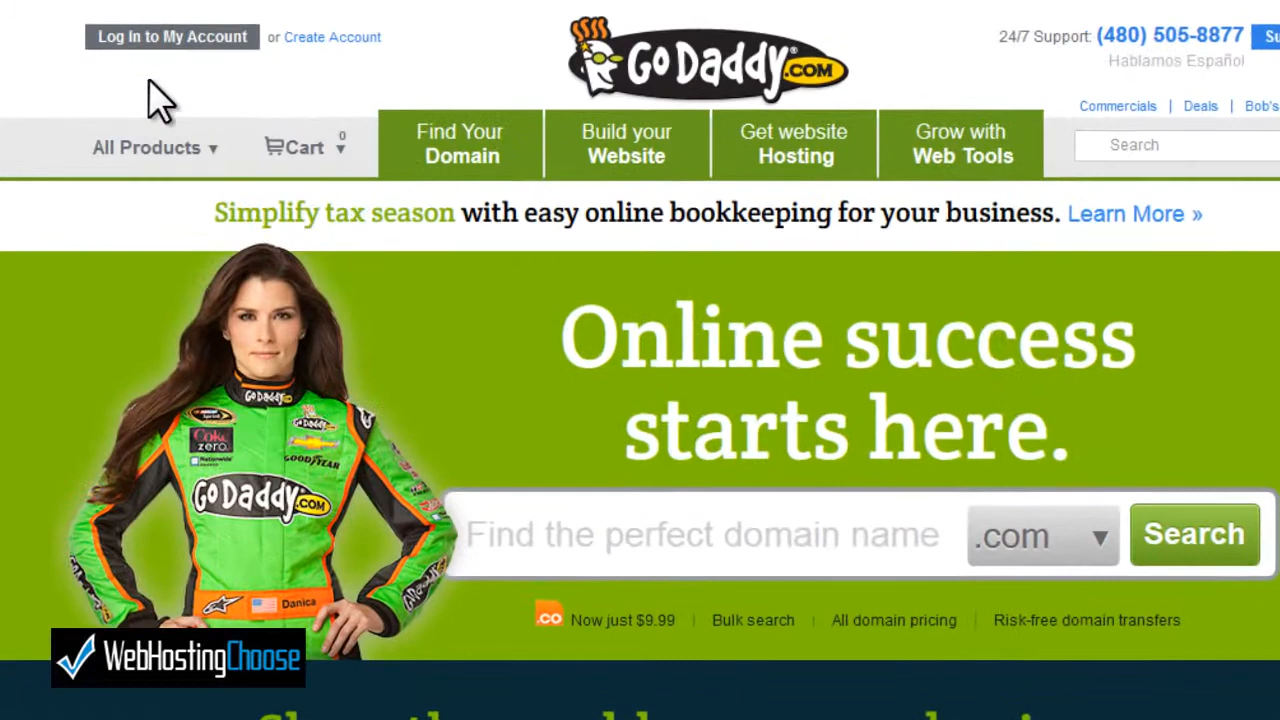 Log In to My Account or Create Account
GoDaddy.COM
24/7 Support: (480) 505-8877
Hablamos Español
Commercials | Deals | Bob's
All Products
Cart 0
Find Your
Domain
Build your
Website
Get website
Hosting
Grow with
Web Tools
Search
Simplify tax season with easy online bookkeeping for your business. Learn More »
Online success
starts here.
Find the perfect domain name .com Search
.co Now just $9.99 | Bulk search | All domain pricing | Risk-free domain transfers
GoDaddy
GoDaddy
Coke
zero
Nationwide
GOODYEAR
GoDaddy.COM
Danica
WebHostingChoose